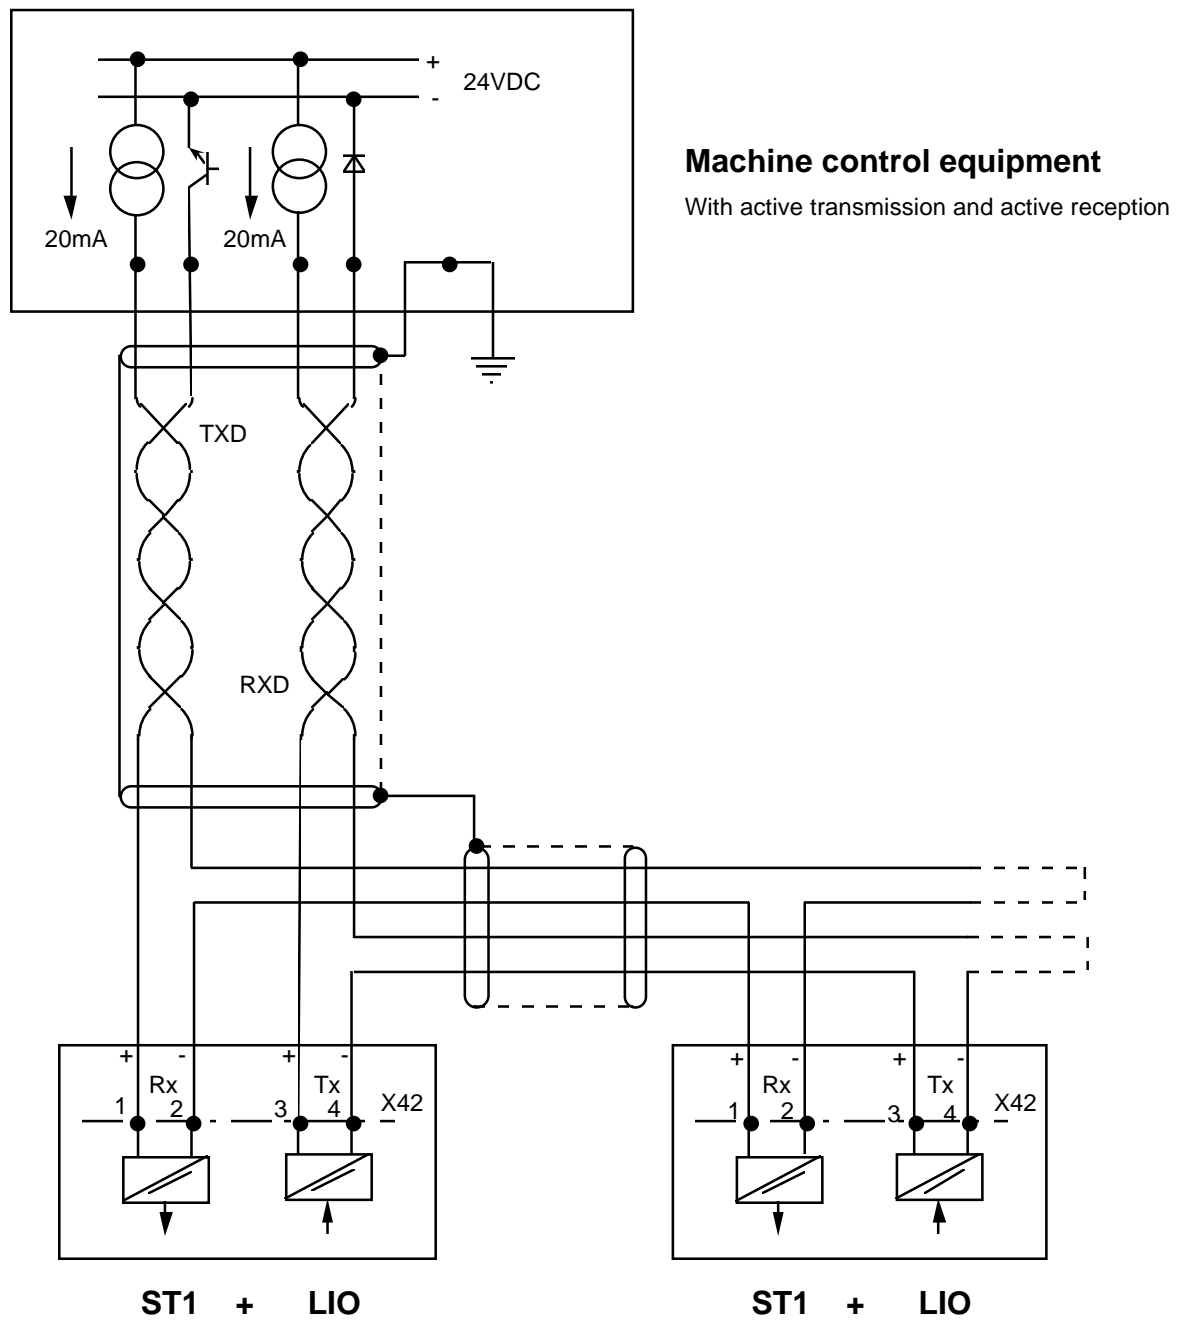 +
24VDC
-
Machine control equipment
With active transmission and active reception
20mA
20mA
TXD
RXD
+ - + -
Rx Tx
1 2 3 4 X42
+ - + -
Rx Tx
1 2 3 4 X42
ST1 + LIO
ST1 + LIO